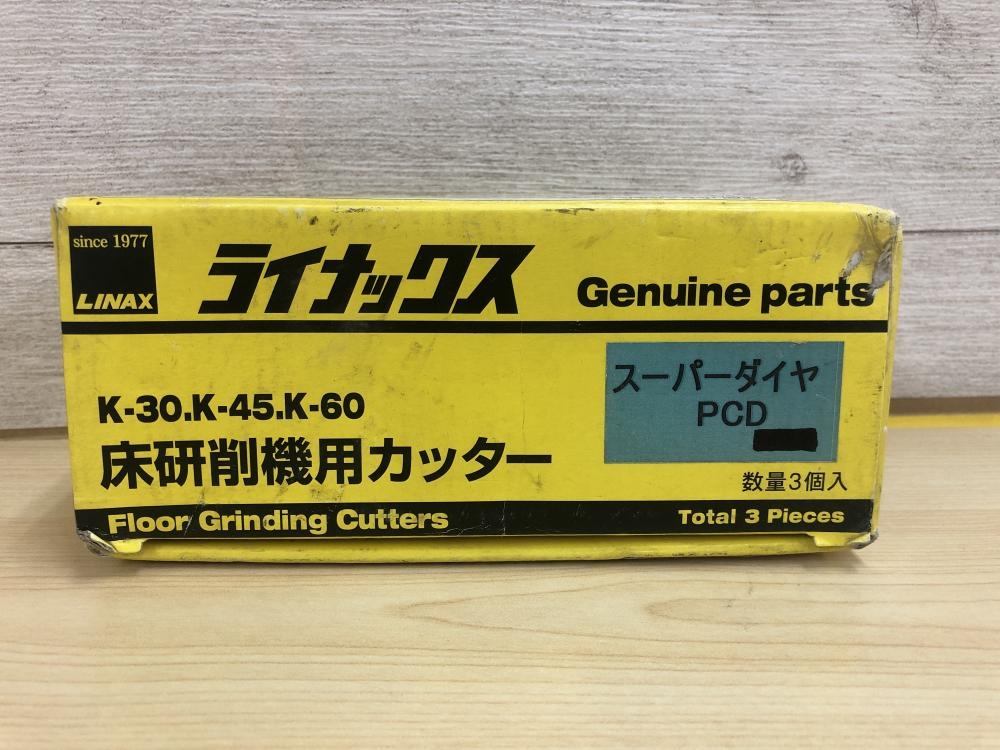 since 1977
LINAX
ライナックス
Genuine parts
スーパーダイヤ
PCD
K-30.K-45.K-60
床研削機用カッター
数量3個入
Floor Grinding Cutters
Total 3 Pieces